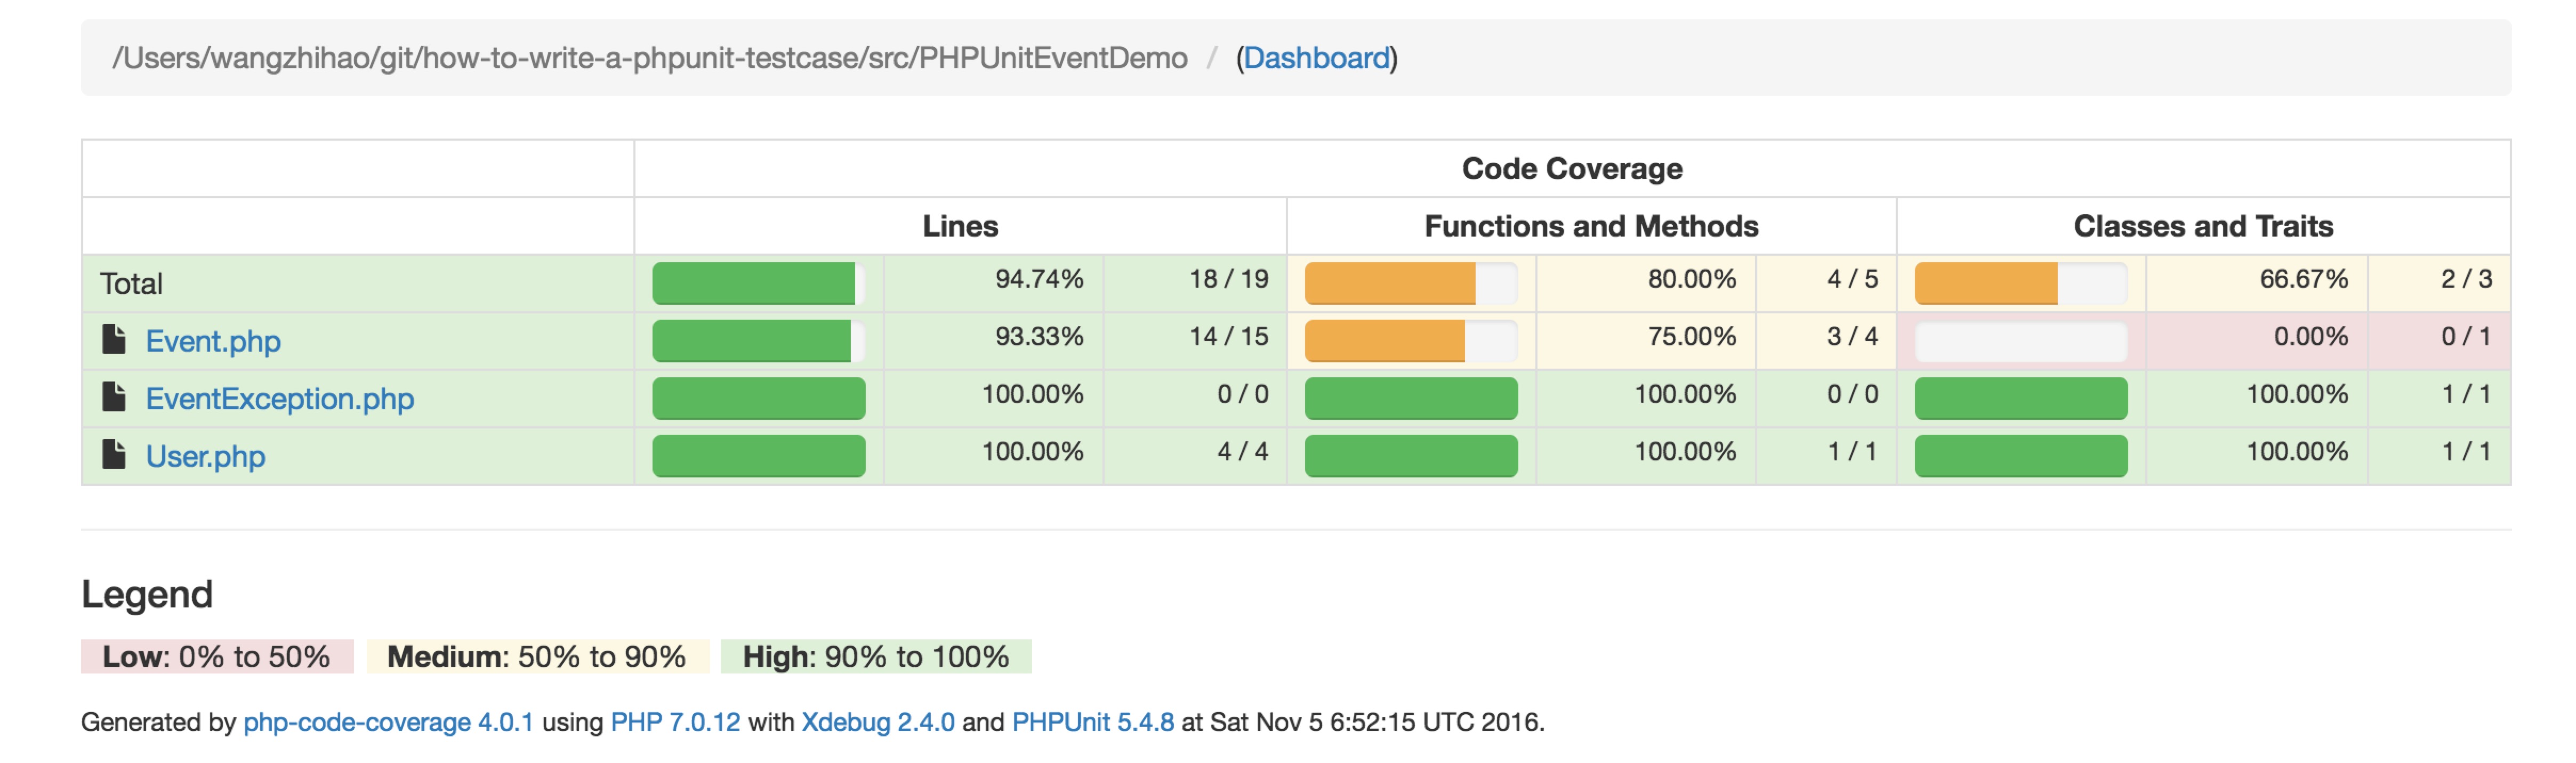 /Users/wangzhihao/git/how-to-write-a-phpunit-testcase/src/PHPUnitEventDemo / (Dashboard)
Code Coverage
Lines Functions and Methods Classes and Traits
Total 94.74% 18 / 19 80.00% 4 / 5 66.67% 2 / 3
Event.php 93.33% 14 / 15 75.00% 3 / 4 0.00% 0 / 1
EventException.php 100.00% 0 / 0 100.00% 0 / 0 100.00% 1 / 1
User.php 100.00% 4 / 4 100.00% 1 / 1 100.00% 1 / 1
Legend
Low: 0% to 50% Medium: 50% to 90% High: 90% to 100%
Generated by php-code-coverage 4.0.1 using PHP 7.0.12 with Xdebug 2.4.0 and PHPUnit 5.4.8 at Sat Nov 5 6:52:15 UTC 2016.